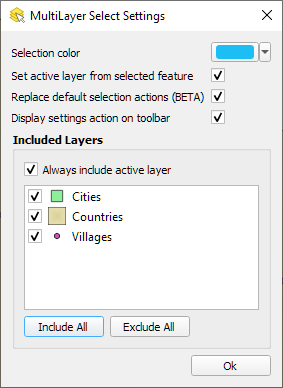 MultiLayer Select Settings
Selection color
Set active layer from selected feature
Replace default selection actions (BETA)
Display settings action on toolbar
Included Layers
Always include active layer
Cities
Countries
Villages
Include All Exclude All
Ok